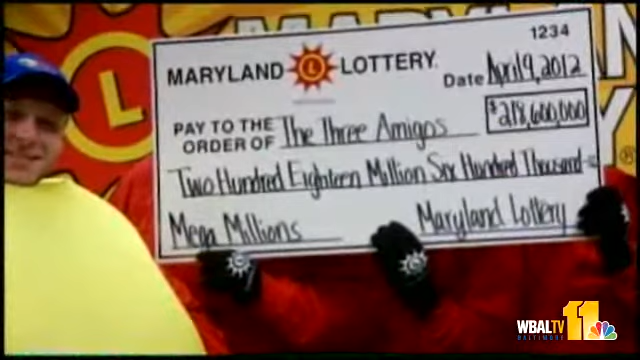 1234
MARYLAND L LOTTERY.
Date April 9, 2012
PAY TO THE
ORDER OF The Three Amigos $218,600,000
Two Hundred Eighteen Million Six Hundred Thousand
Mega Millions Maryland Lottery
WBALTV 11
BALTIMORE